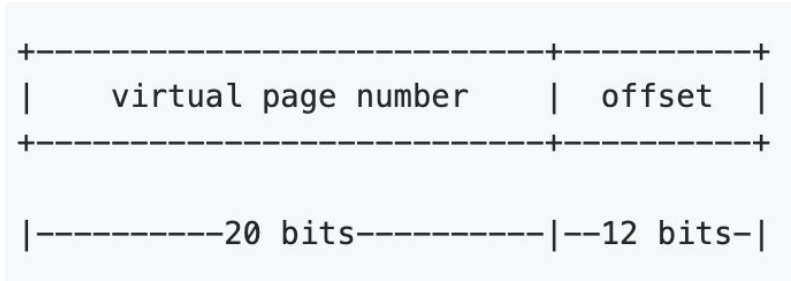 +---------------------------+----------+
|    virtual page number    |  offset  |
+---------------------------+----------+
|----------20 bits----------|--12 bits-|